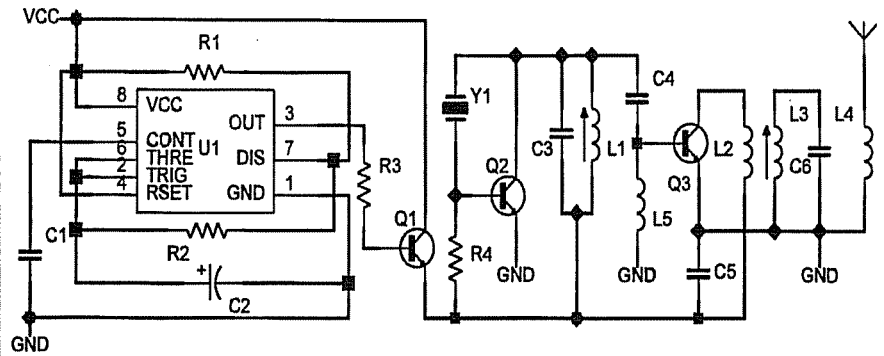 VCC
R1
8 VCC
OUT 3
5 CONT
6 THRE
U1
DIS 7
2 TRIG
4 RSET
GND 1
R2
C1
C2
GND
R3
Q1
Y1
Q2
R4
GND
C3
L1
C4
L5
GND
Q3
L2
C5
L3
C6
GND
L4